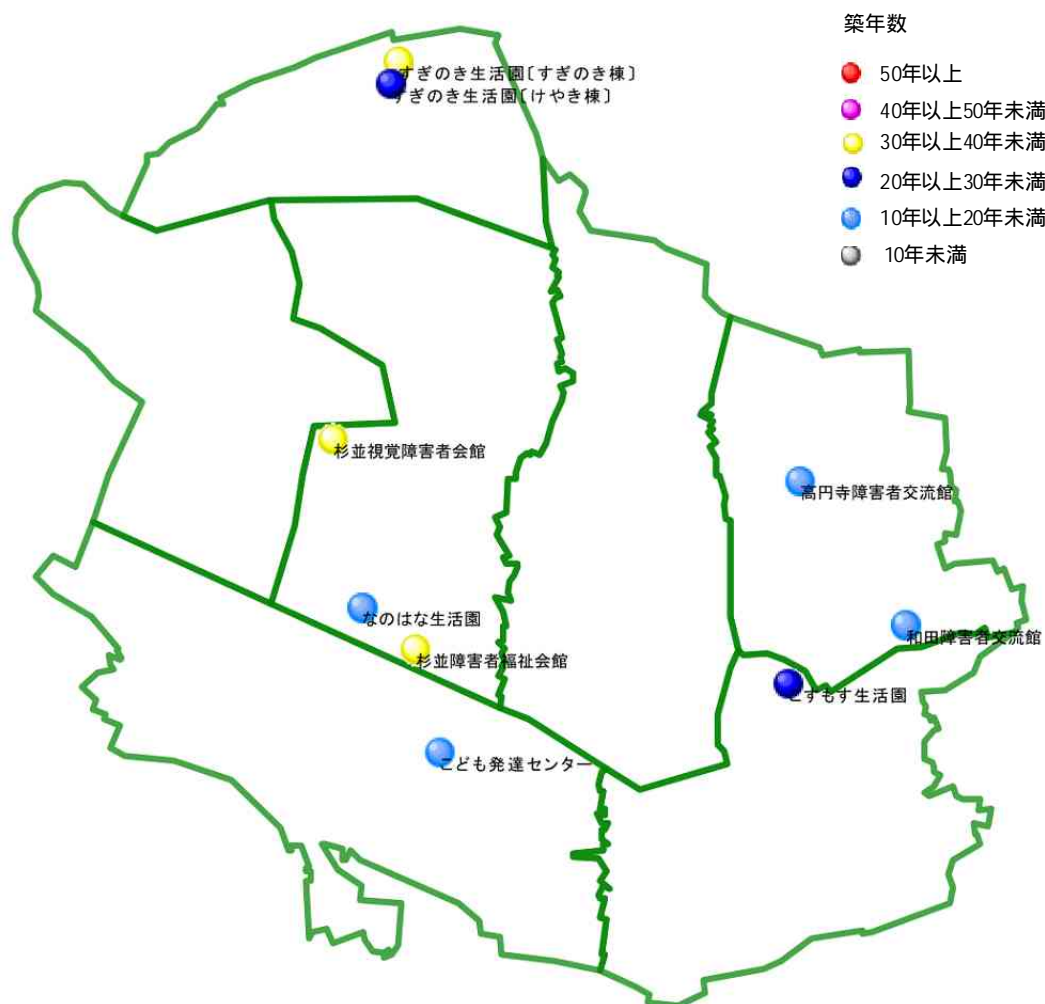 築年数
50年以上
40年以上50年未満
30年以上40年未満
20年以上30年未満
10年以上20年未満
10年未満
すぎのき生活園〔すぎのき棟〕
すぎのき生活園〔けやき棟〕
杉並視覚障害者会館
高円寺障害者交流館
なのはな生活園
和田障害者交流館
杉並障害者福祉会館
こすもす生活園
こども発達センター